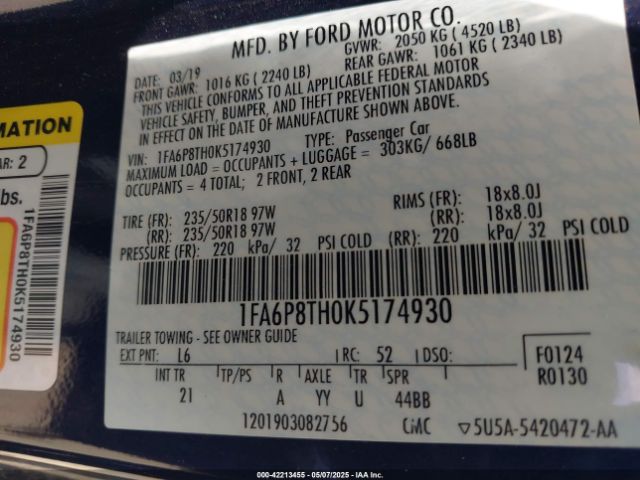 MFD. BY FORD MOTOR CO.
DATE: 03/19
GVWR: 2050 KG ( 4520 LB)
FRONT GAWR: 1016 KG ( 2240 LB)
REAR GAWR: 1061 KG ( 2340 LB)
THIS VEHICLE CONFORMS TO ALL APPLICABLE FEDERAL MOTOR
VEHICLE SAFETY, BUMPER, AND THEFT PREVENTION STANDARDS
IN EFFECT ON THE DATE OF MANUFACTURE SHOWN ABOVE.
VIN: 1FA6P8TH0K5174930 TYPE: Passenger Car
MAXIMUM LOAD = OCCUPANTS + LUGGAGE = 303KG/ 668LB
OCCUPANTS = 4 TOTAL; 2 FRONT, 2 REAR
TIRE (FR): 235/50R18 97W RIMS (FR): 18x8.0J
(RR): 235/50R18 97W (RR): 18x8.0J
PRESSURE (FR): 220 kPa/ 32 PSI COLD (RR): 220 kPa/ 32 PSI COLD
1FA6P8TH0K5174930
TRAILER TOWING - SEE OWNER GUIDE
EXT PNT: L6 RC: 52 DSO: F0124
R0130
INT TR TP/PS R AXLE TR SPR
21 A YY U 44BB
1201903082756 CMC ▽5U5A-5420472-AA
MATION
AR: 2
lbs.
1FA6P8TH0K5174930
000-42213455 - 05/07/2025 - IAAI.COM